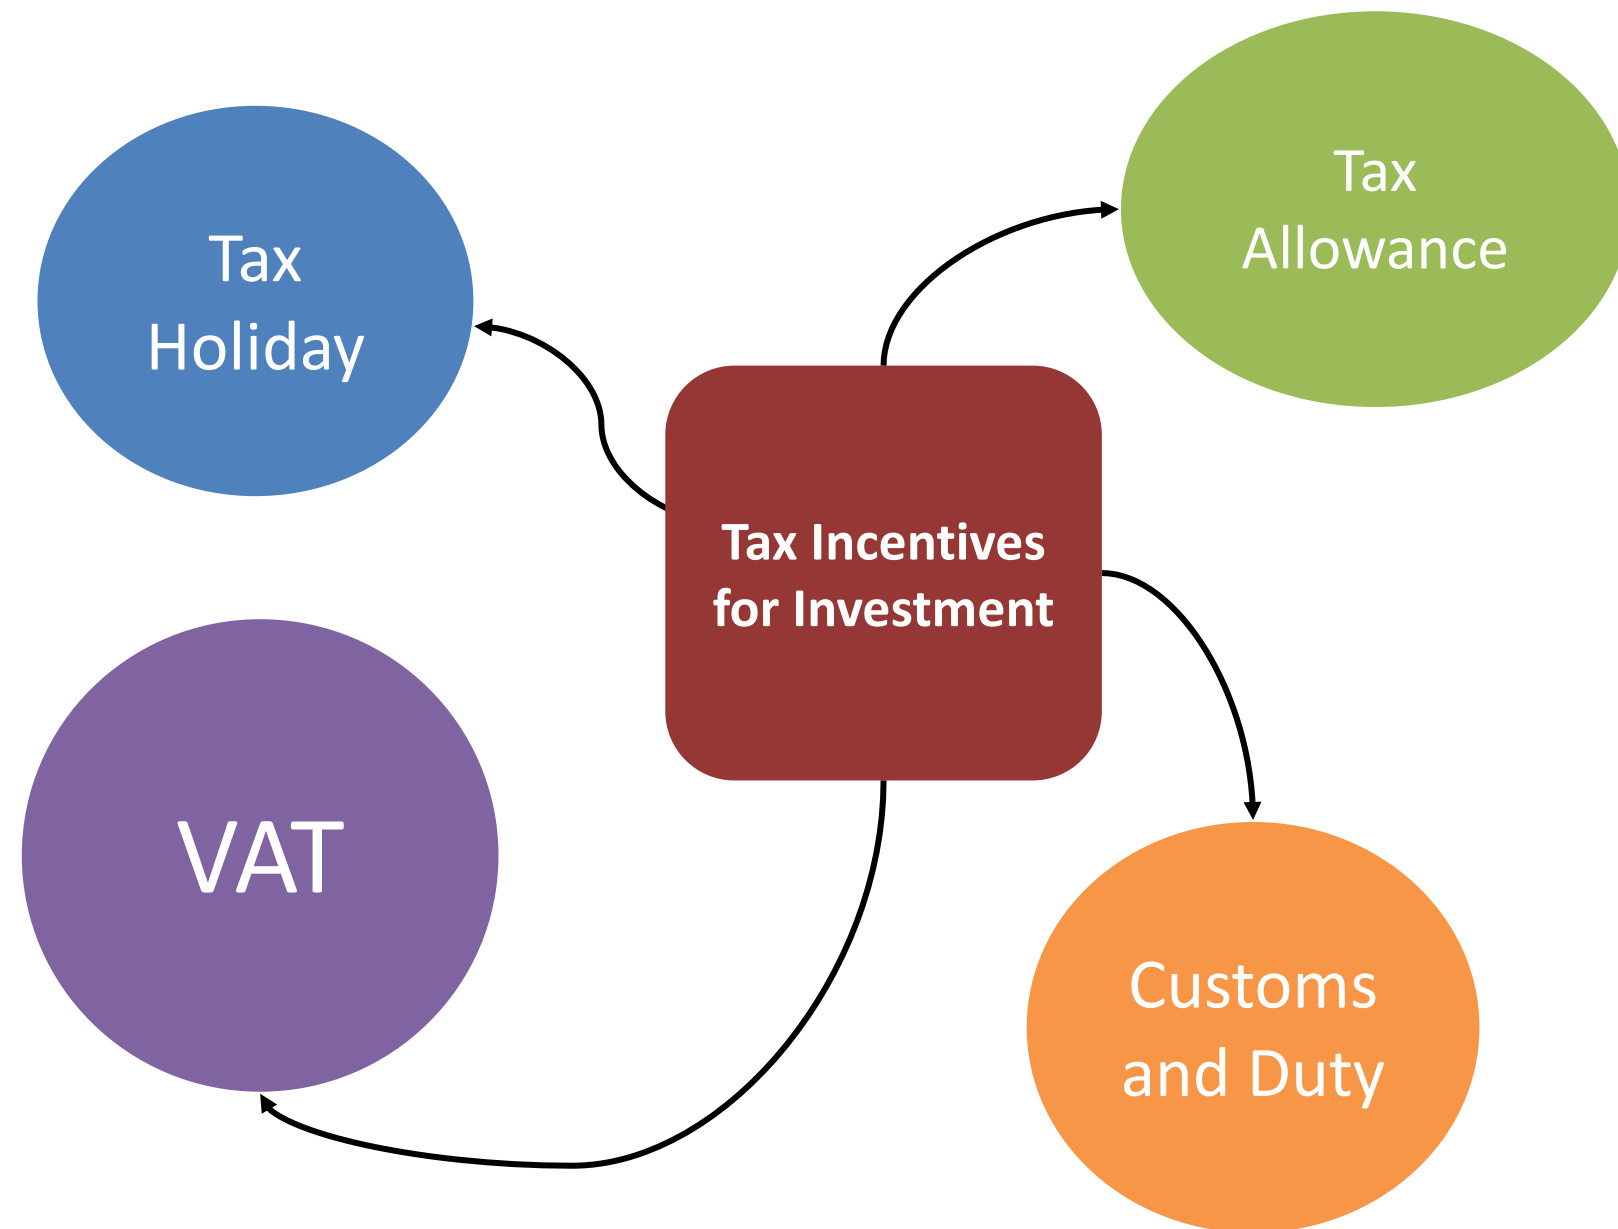 Tax
Holiday
Tax
Allowance
Tax Incentives
for Investment
VAT
Customs
and Duty